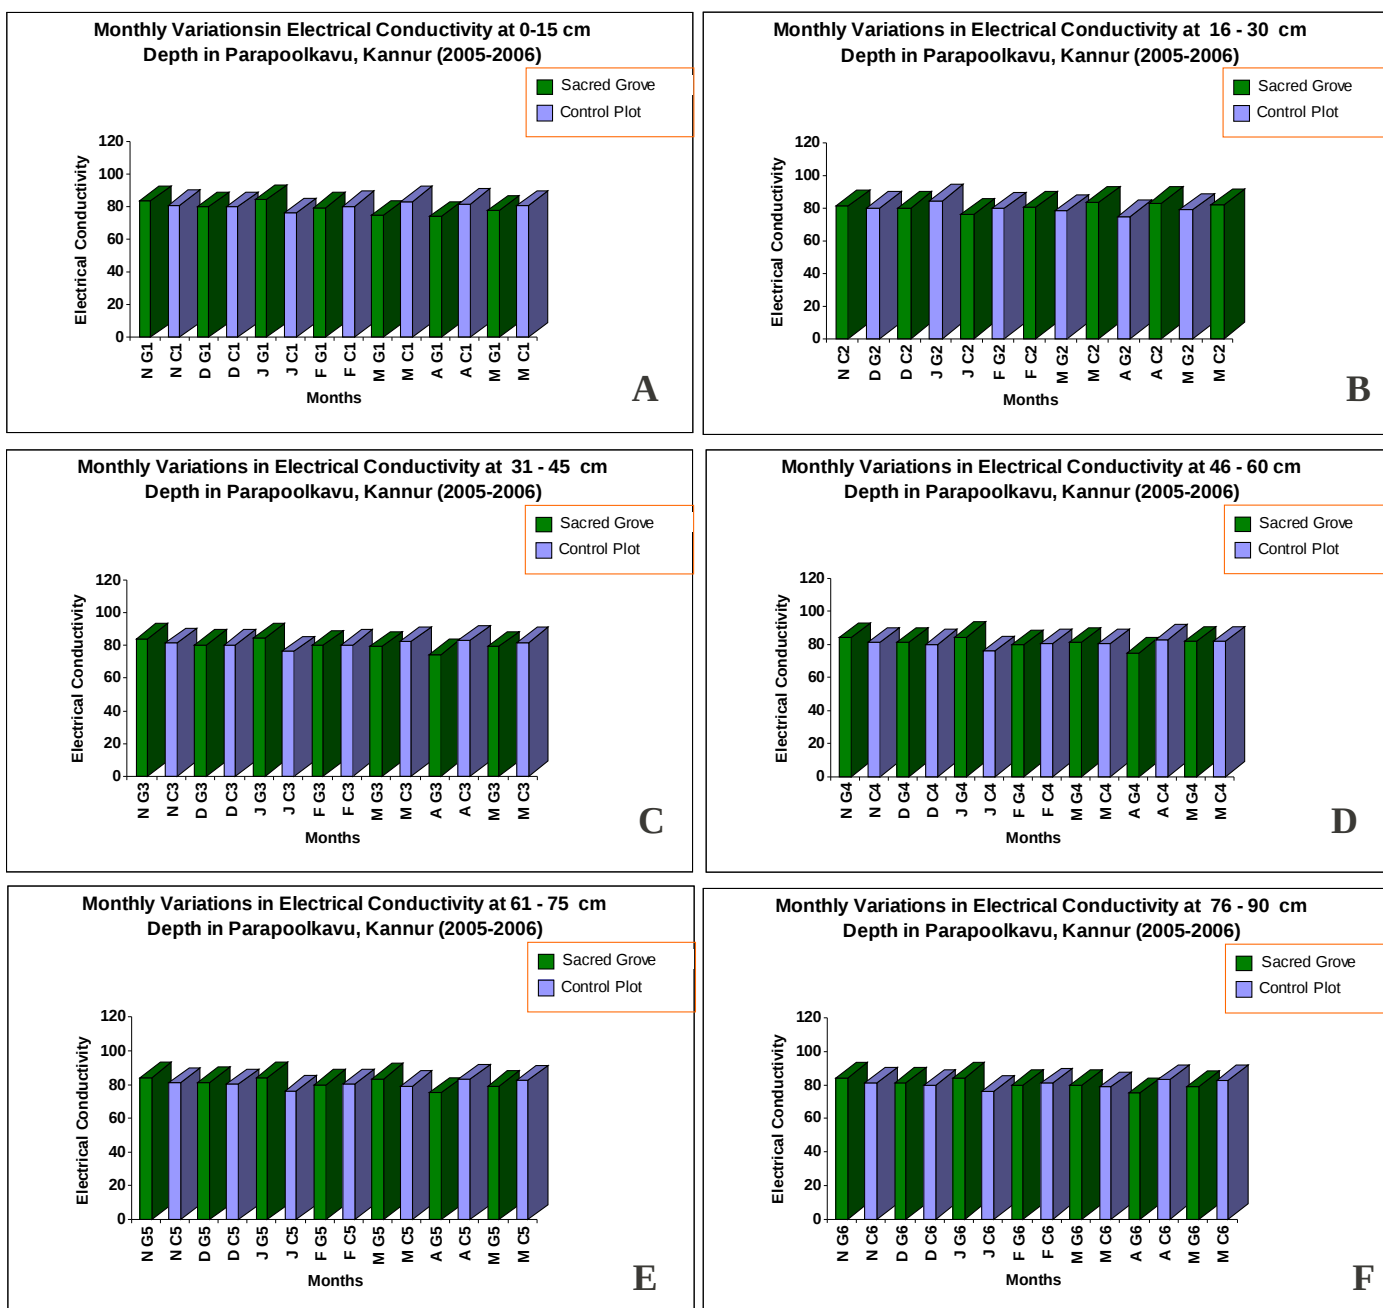 Monthly Variationsin Electrical Conductivity at 0-15 cm
Depth in Parapoolkavu, Kannur (2005-2006)
Sacred Grove
Control Plot
Electrical Conductivity
120
100
80
60
40
20
0
N G1 N C1 D G1 D C1 J G1 J C1 F G1 F C1 M G1 M C1 A G1 A C1 M G1 M C1
Months
A
Monthly Variations in Electrical Conductivity at 16 - 30 cm
Depth in Parapoolkavu, Kannur (2005-2006)
Sacred Grove
Control Plot
Electrical Conductivity
120
100
80
60
40
20
0
N C2 D G2 D C2 J G2 J C2 F G2 F C2 M G2 M C2 A G2 A C2 M G2 M C2
Months
B
Monthly Variations in Electrical Conductivity at 31 - 45 cm
Depth in Parapoolkavu, Kannur (2005-2006)
Sacred Grove
Control Plot
Electrical Conductivity
120
100
80
60
40
20
0
N G3 N C3 D G3 D C3 J G3 J C3 F G3 F C3 M G3 M C3 A G3 A C3 M G3 M C3
Months
C
Monthly Variations in Electrical Conductivity at 46 - 60 cm
Depth in Parapoolkavu, Kannur (2005-2006)
Sacred Grove
Control Plot
Electrical Conductivity
120
100
80
60
40
20
0
N G4 N C4 D G4 D C4 J G4 J C4 F G4 F C4 M G4 M C4 A G4 A C4 M G4 M C4
Months
D
Monthly Variations in Electrical Conductivity at 61 - 75 cm
Depth in Parapoolkavu, Kannur (2005-2006)
Sacred Grove
Control Plot
Electrical Conductivity
120
100
80
60
40
20
0
N G5 N C5 D G5 D C5 J G5 J C5 F G5 F C5 M G5 M C5 A G5 A C5 M G5 M C5
Months
E
Monthly Variations in Electrical Conductivity at 76 - 90 cm
Depth in Parapoolkavu, Kannur (2005-2006)
Sacred Grove
Control Plot
Electrical Conductivity
120
100
80
60
40
20
0
N G6 N C6 D G6 D C6 J G6 J C6 F G6 F C6 M G6 M C6 A G6 A C6 M G6 M C6
Months
F